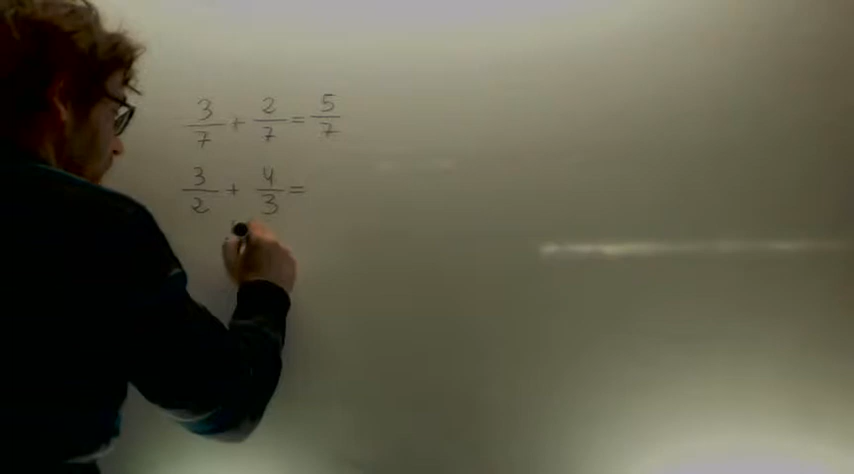 3/7 + 2/7 = 5/7
3/2 + 4/3 =